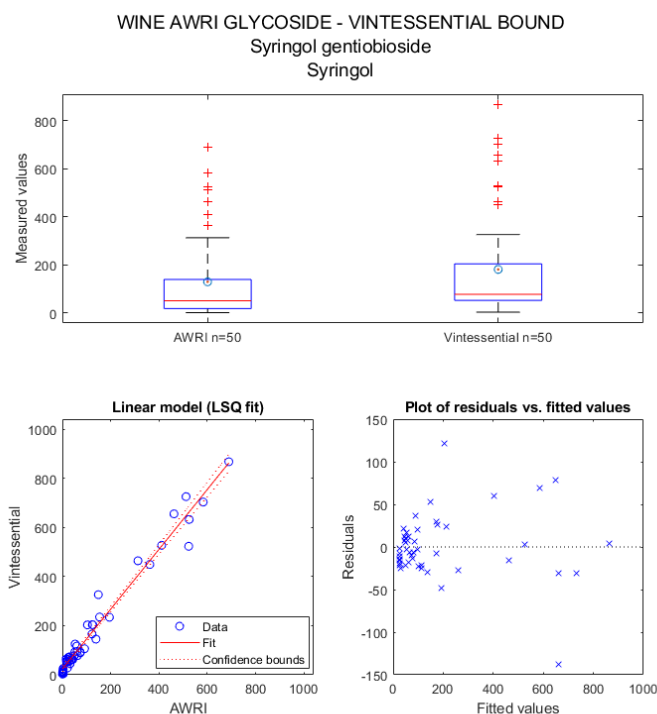 WINE AWRI GLYCOSIDE - VINTESSENTIAL BOUND
Syringol gentiobioside
Syringol
Measured values
800
600
400
200
0
AWRI n=50
Vintessential n=50
Linear model (LSQ fit)
Vintessential
1000
800
600
400
200
0
Data
Fit
Confidence bounds
0 200 400 600 800 1000
AWRI
Plot of residuals vs. fitted values
Residuals
150
100
50
0
-50
-100
-150
0 200 400 600 800 1000
Fitted values